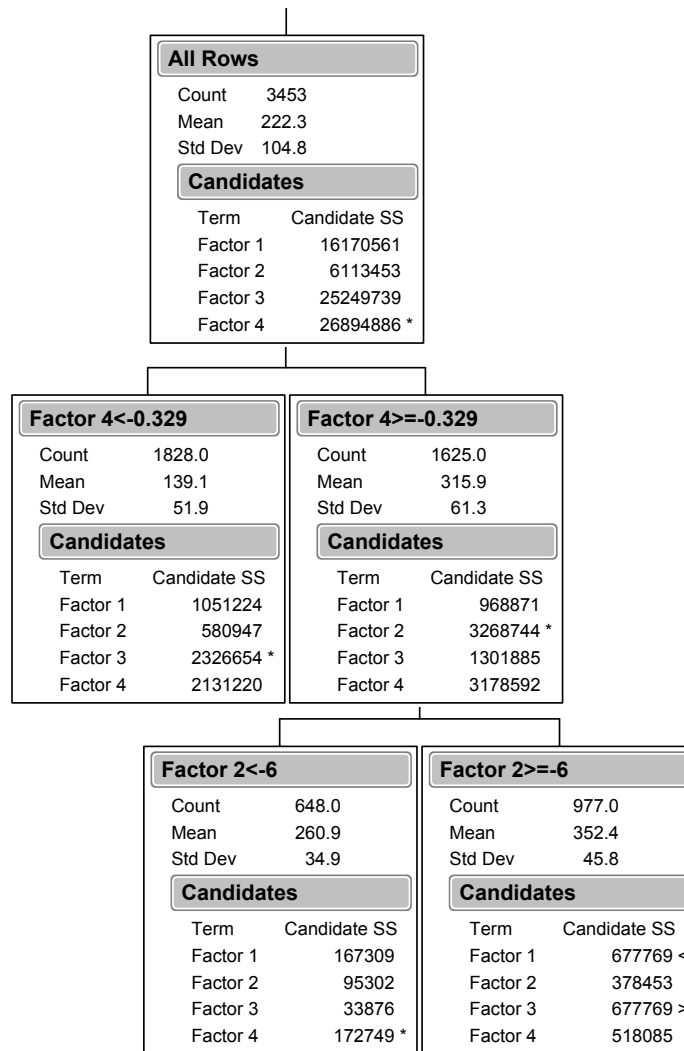 All Rows
Count 3453
Mean 222.3
Std Dev 104.8
Candidates
Term Candidate SS
Factor 1 16170561
Factor 2 6113453
Factor 3 25249739
Factor 4 26894886 *
Factor 4<-0.329
Count 1828.0
Mean 139.1
Std Dev 51.9
Candidates
Term Candidate SS
Factor 1 1051224
Factor 2 580947
Factor 3 2326654 *
Factor 4 2131220
Factor 4>=-0.329
Count 1625.0
Mean 315.9
Std Dev 61.3
Candidates
Term Candidate SS
Factor 1 968871
Factor 2 3268744 *
Factor 3 1301885
Factor 4 3178592
Factor 2<-6
Count 648.0
Mean 260.9
Std Dev 34.9
Candidates
Term Candidate SS
Factor 1 167309
Factor 2 95302
Factor 3 33876
Factor 4 172749 *
Factor 2>=-6
Count 977.0
Mean 352.4
Std Dev 45.8
Candidates
Term Candidate SS
Factor 1 677769 <
Factor 2 378453
Factor 3 677769 >
Factor 4 518085